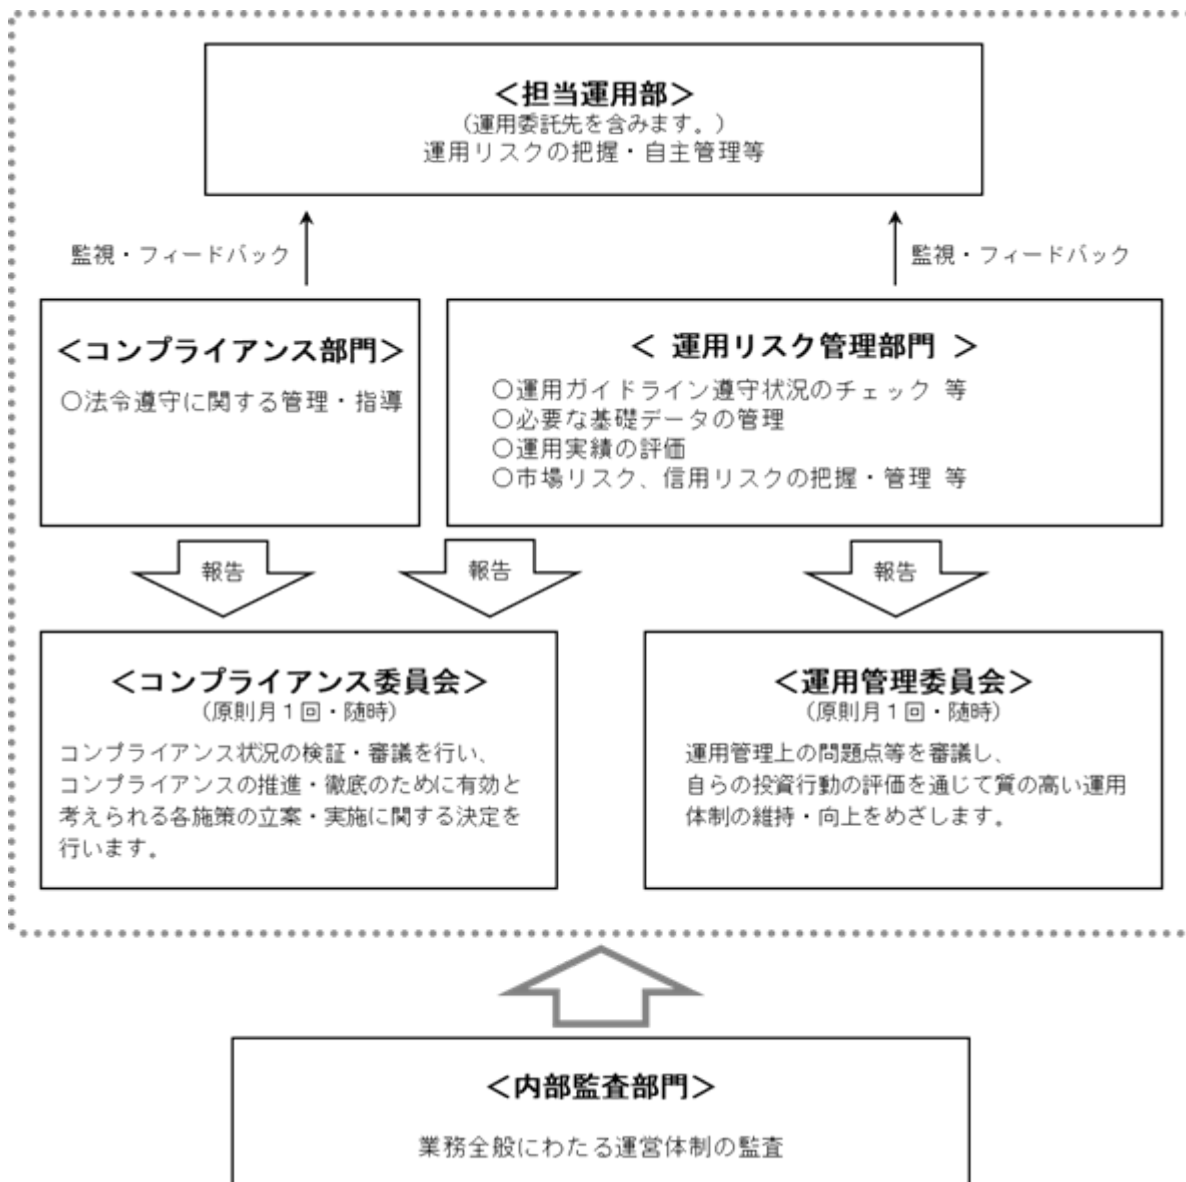 ＜担当運用部＞
（運用委託先を含みます。）
運用リスクの把握・自主管理等
監視・フィードバック
監視・フィードバック
＜コンプライアンス部門＞
○法令遵守に関する管理・指導
＜ 運用リスク管理部門 ＞
○運用ガイドライン遵守状況のチェック 等
○必要な基礎データの管理
○運用実績の評価
○市場リスク、信用リスクの把握・管理 等
報告
報告
報告
＜コンプライアンス委員会＞
（原則月１回・随時）
コンプライアンス状況の検証・審議を行い、
コンプライアンスの推進・徹底のために有効と
考えられる各施策の立案・実施に関する決定を
行います。
＜運用管理委員会＞
（原則月１回・随時）
運用管理上の問題点等を審議し、
自らの投資行動の評価を通じて質の高い運用
体制の維持・向上をめざします。
＜内部監査部門＞
業務全般にわたる運営体制の監査